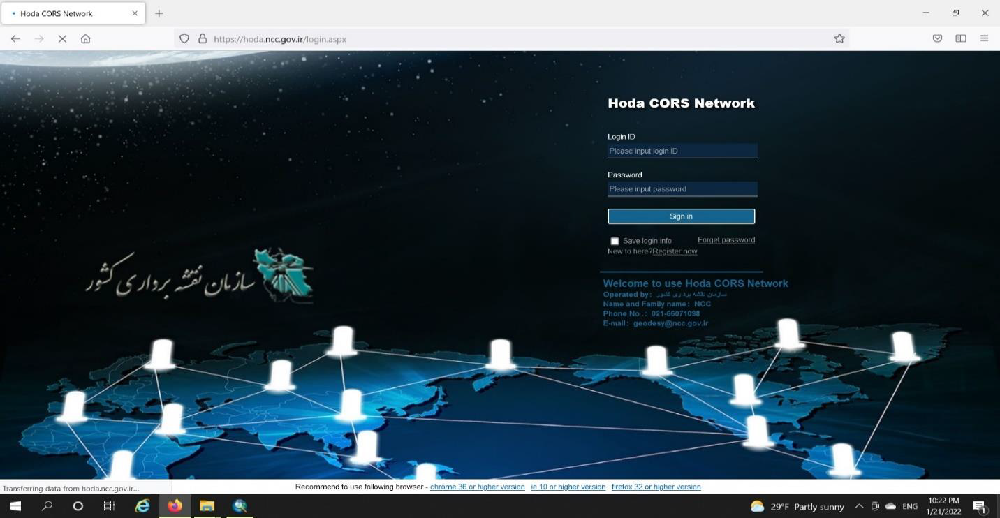 Hoda CORS Network
https://hoda.ncc.gov.ir/login.aspx
Hoda CORS Network
Login ID
Please input login ID
Password
Please input password
Sign in
Save login info Forget password
New to here?Register now
سازمان نقشه برداری کشور
Welcome to use Hoda CORS Network
Operated by: سازمان نقشه برداری کشور
Name and Family name: NCC
Phone No .: 021-66071098
E-mail: geodesy@ncc.gov.ir
Transferring data from hoda.ncc.gov.ir...
Recommend to use following browser - chrome 36 or higher version ie 10 or higher version firefox 32 or higher version
29°F Partly sunny
ENG
10:22 PM
1/21/2022
1